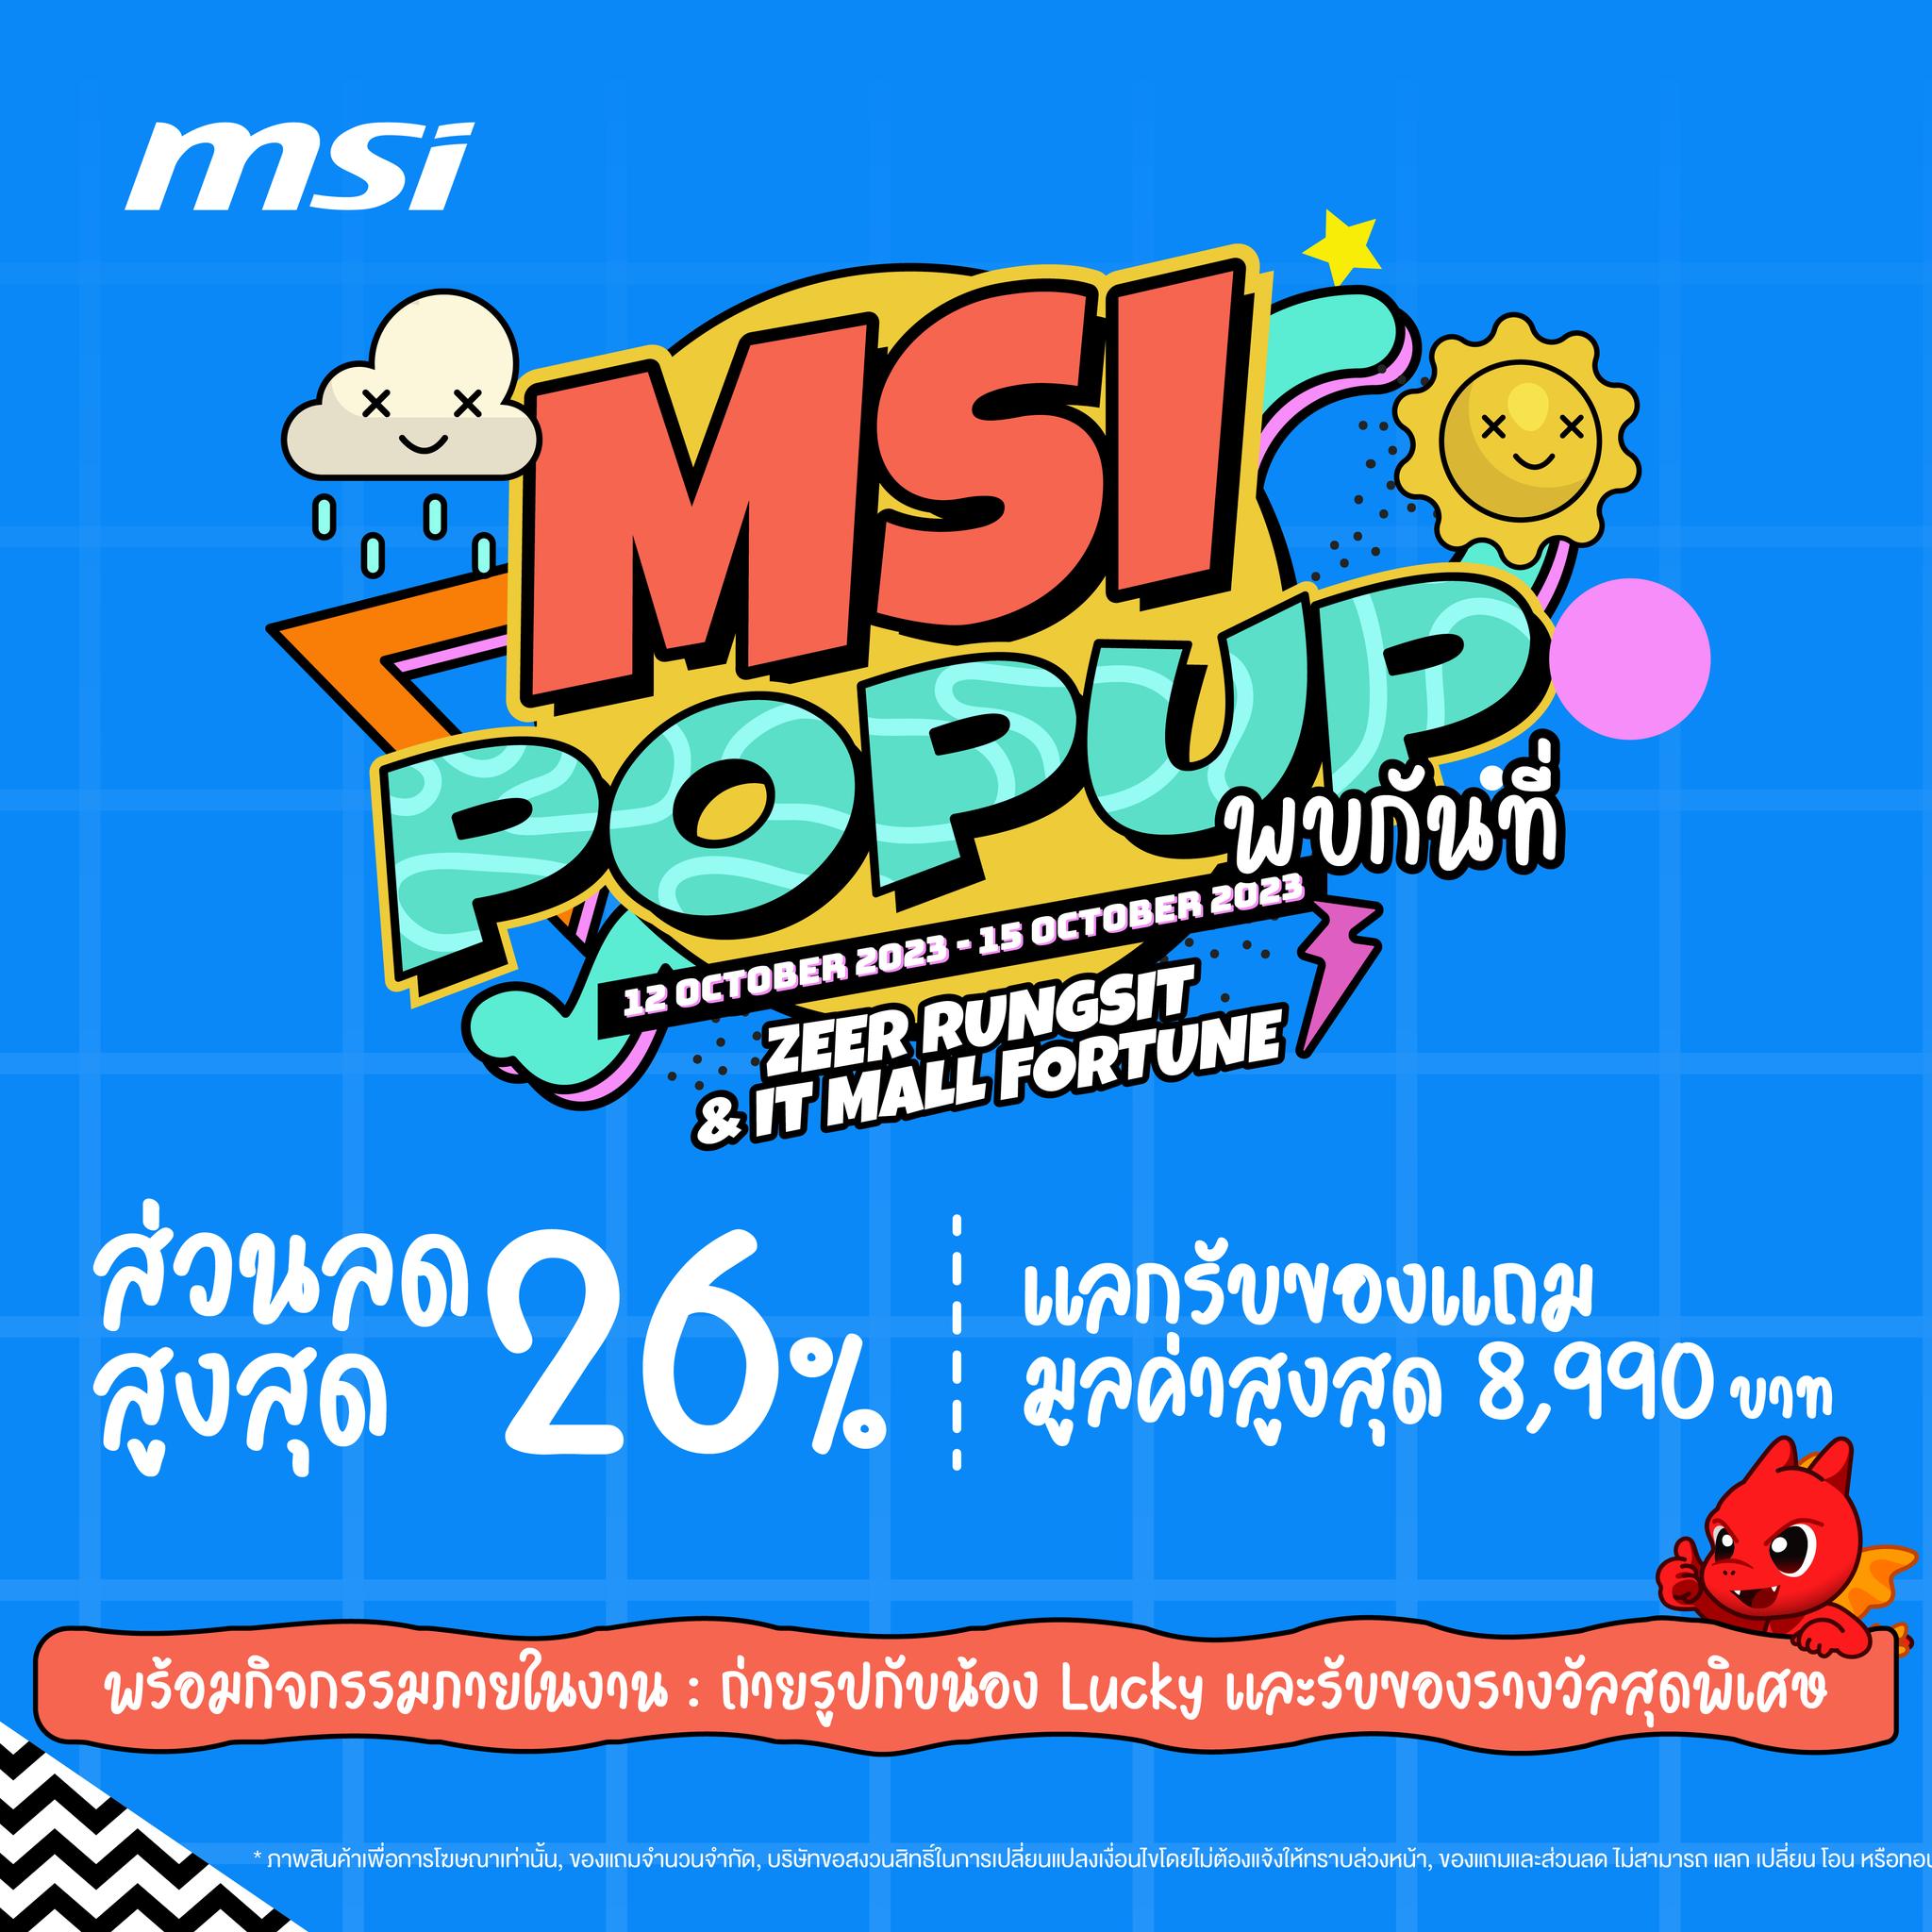 msi
MSI
POPUP
พบกันที่
12 OCTOBER 2023 - 15 OCTOBER 2023
ZEER RUNGSIT
& IT MALL FORTUNE
ส่วนลด
สูงสุด 26%
แลกรับของแถม
มูลค่าสูงสุด 8,990 บาท
พร้อมกิจกรรมภายในงาน : ถ่ายรูปกับน้อง Lucky และรับของรางวัลสุดพิเศษ
* ภาพสินค้าเพื่อการโฆษณาเท่านั้น, ของแถมจำนวนจำกัด, บริษัทขอสงวนสิทธิ์ในการเปลี่ยนแปลงเงื่อนไขโดยไม่ต้องแจ้งให้ทราบล่วงหน้า, ของแถมและส่วนลด ไม่สามารถ แลก เปลี่ยน โอน หรือทอน